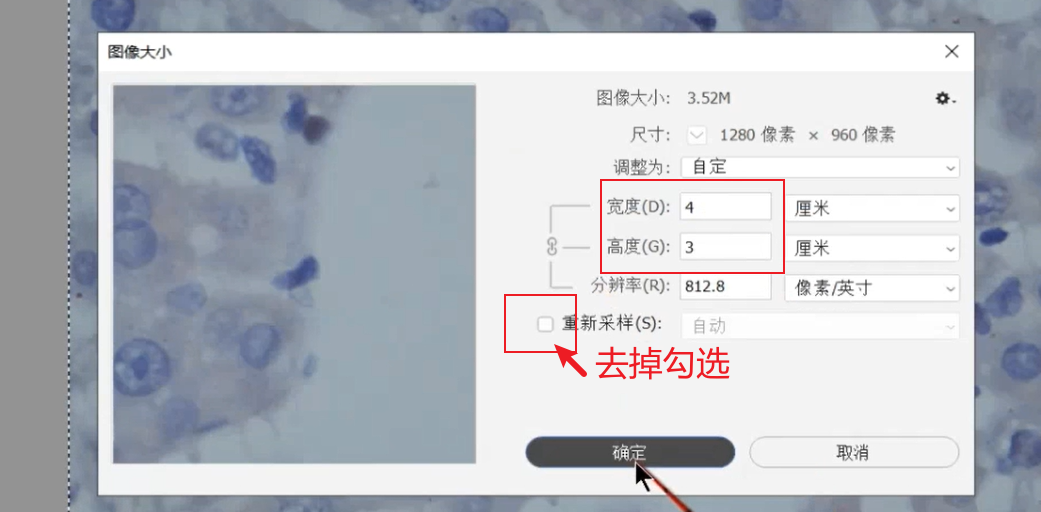 图像大小
图像大小: 3.52M
尺寸: 1280 像素 × 960 像素
调整为: 自定
宽度(D): 4 厘米
高度(G): 3 厘米
分辨率(R): 812.8 像素/英寸
重新采样(S): 自动
去掉勾选
确定 取消